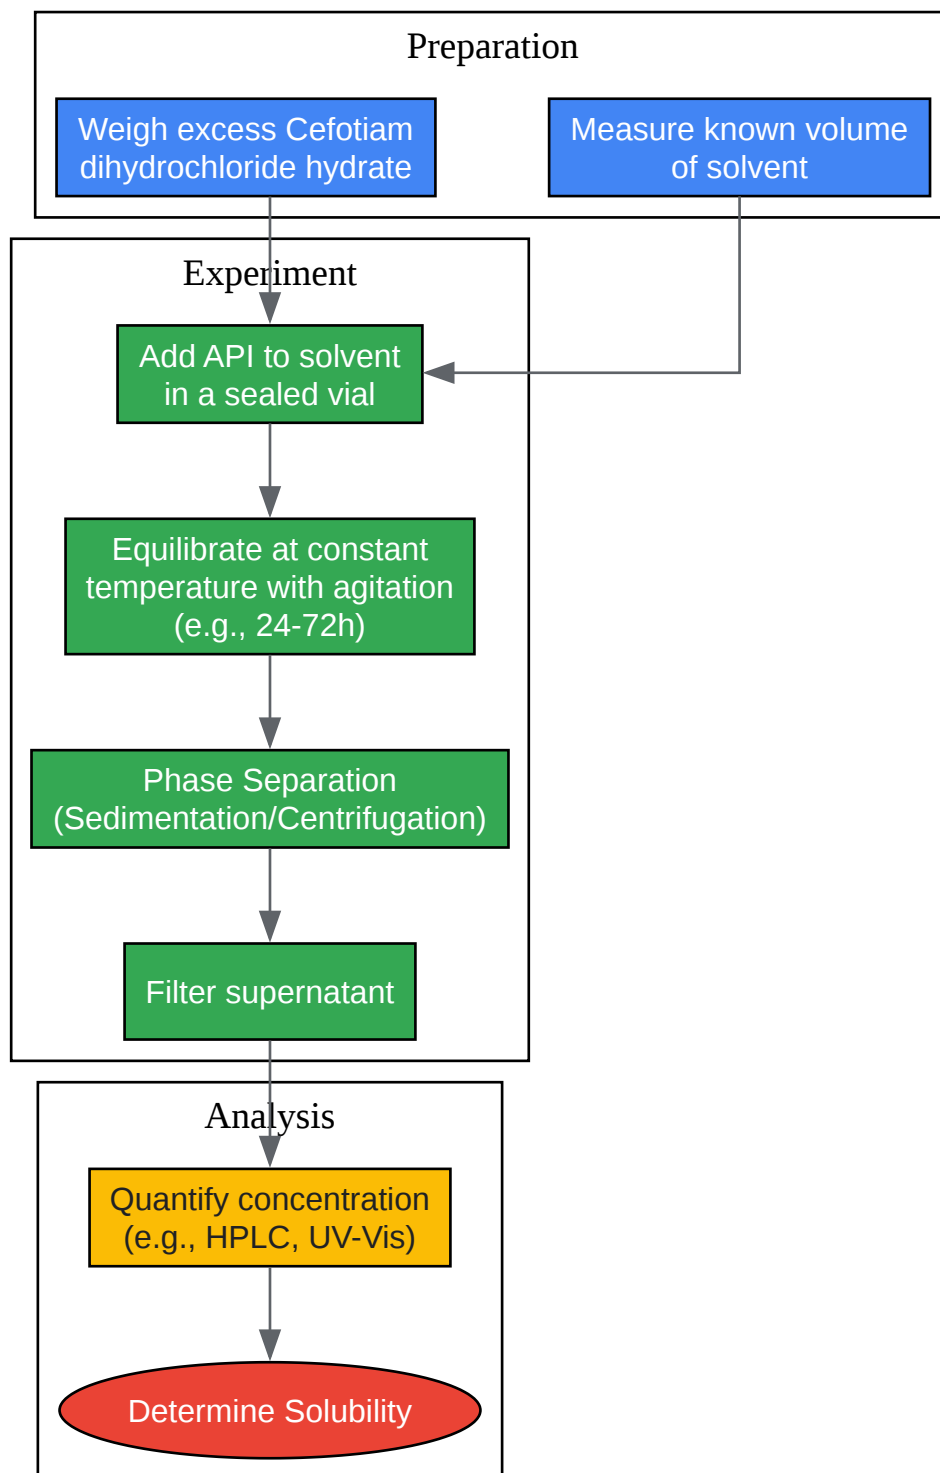 Preparation
Weigh excess Cefotiam
dihydrochloride hydrate
Measure known volume
of solvent
Experiment
Add API to solvent
in a sealed vial
Equilibrate at constant
temperature with agitation
(e.g., 24-72h)
Phase Separation
(Sedimentation/Centrifugation)
Filter supernatant
Analysis
Quantify concentration
(e.g., HPLC, UV-Vis)
Determine Solubility